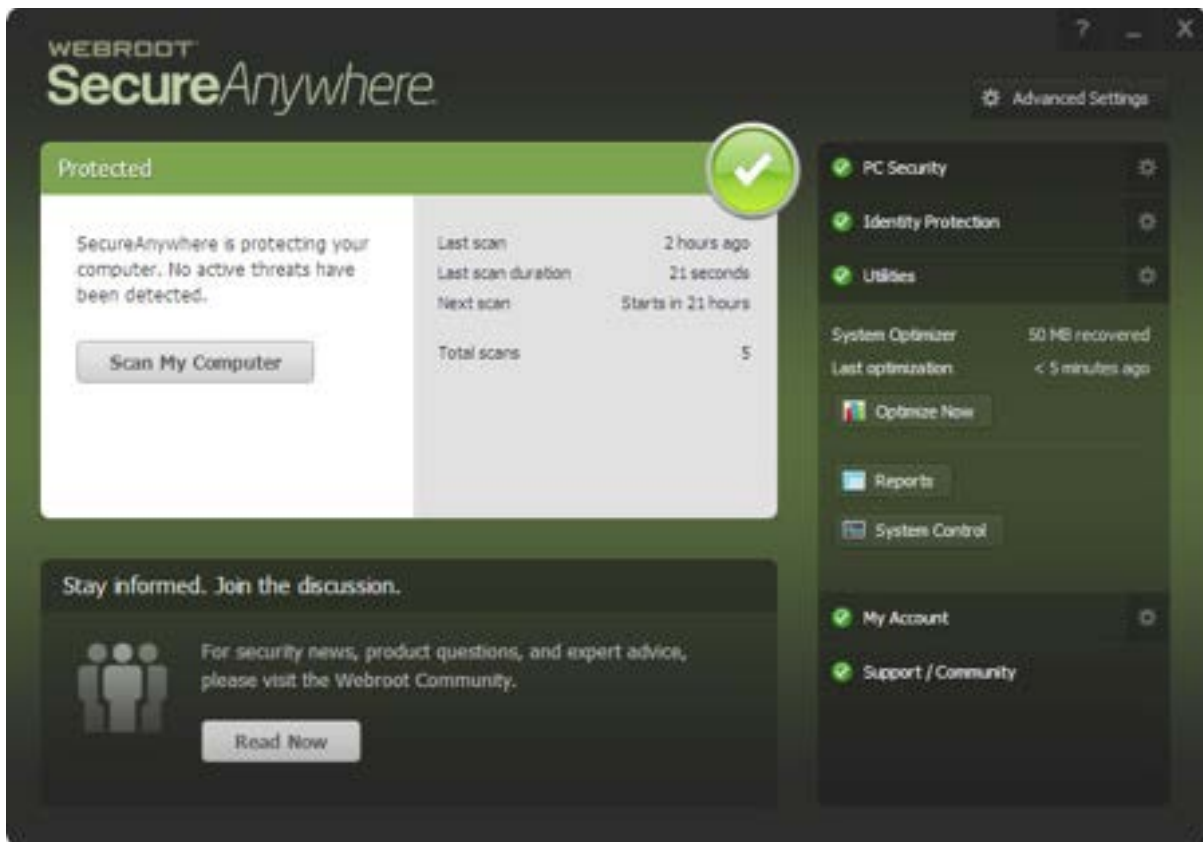 ?
X
WEBROOT
SecureAnywhere.
Advanced Settings
Protected
SecureAnywhere is protecting your
computer. No active threats have
been detected.
Scan My Computer
Last scan 2 hours ago
Last scan duration 21 seconds
Next scan Starts in 21 hours
Total scans 5
Stay informed. Join the discussion.
For security news, product questions, and expert advice,
please visit the Webroot Community.
Read Now
PC Security
Identity Protection
Utilities
System Optimizer 50 MB recovered
Last optimization < 5 minutes ago
Optimize Now
Reports
System Control
My Account
Support / Community